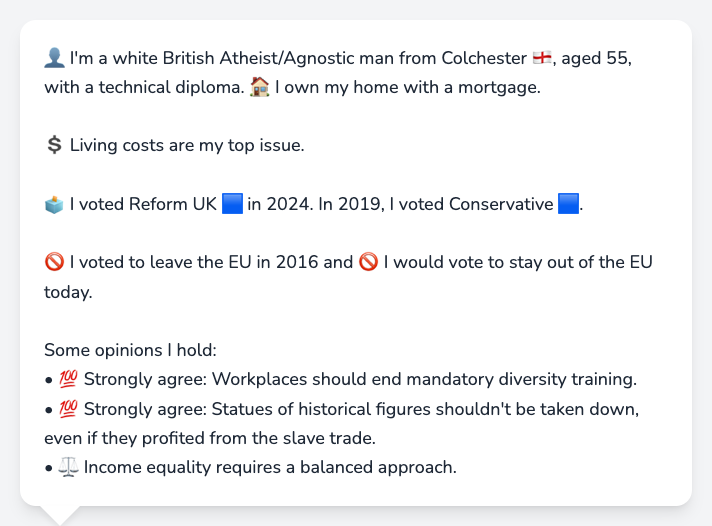 👤 I'm a white British Atheist/Agnostic man from Colchester 🏴󠁧󠁢󠁥󠁮󠁧󠁿, aged 55,
with a technical diploma. 🏠 I own my home with a mortgage.
💲 Living costs are my top issue.
🗳️ I voted Reform UK 🟦 in 2024. In 2019, I voted Conservative 🟦.
🚫 I voted to leave the EU in 2016 and 🚫 I would vote to stay out of the EU
today.
Some opinions I hold:
• 💯 Strongly agree: Workplaces should end mandatory diversity training.
• 💯 Strongly agree: Statues of historical figures shouldn't be taken down,
even if they profited from the slave trade.
• ⚖️ Income equality requires a balanced approach.